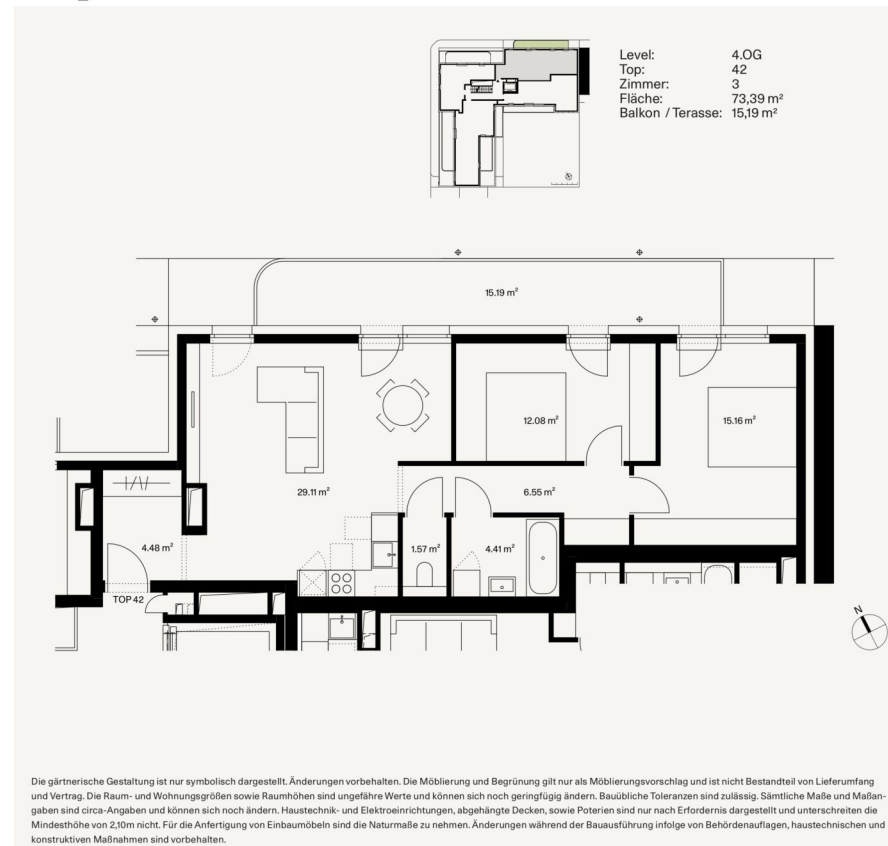 Level: 4.OG
Top: 42
Zimmer: 3
Fläche: 73,39 m²
Balkon / Terasse: 15,19 m²
15.19 m²
12.08 m²
15.16 m²
29.11 m²
6.55 m²
4.48 m²
1.57 m²
4.41 m²
TOP 42
N
Die gärtnerische Gestaltung ist nur symbolisch dargestellt. Änderungen vorbehalten. Die Möblierung und Begrünung gilt nur als Möblierungsvorschlag und ist nicht Bestandteil von Lieferumfang
und Vertrag. Die Raum- und Wohnungsgrößen sowie Raumhöhen sind ungefähre Werte und können sich noch geringfügig ändern. Bauübliche Toleranzen sind zulässig. Sämtliche Maße und Maßan-
gaben sind circa-Angaben und können sich noch ändern. Haustechnik- und Elektroeinrichtungen, abgehängte Decken, sowie Poterien sind nur nach Erfordernis dargestellt und unterschreiten die
Mindesthöhe von 2,10m nicht. Für die Anfertigung von Einbaumöbeln sind die Naturmaße zu nehmen. Änderungen während der Bauausführung infolge von Behördenauflagen, haustechnischen und
konstruktiven Maßnahmen sind vorbehalten.